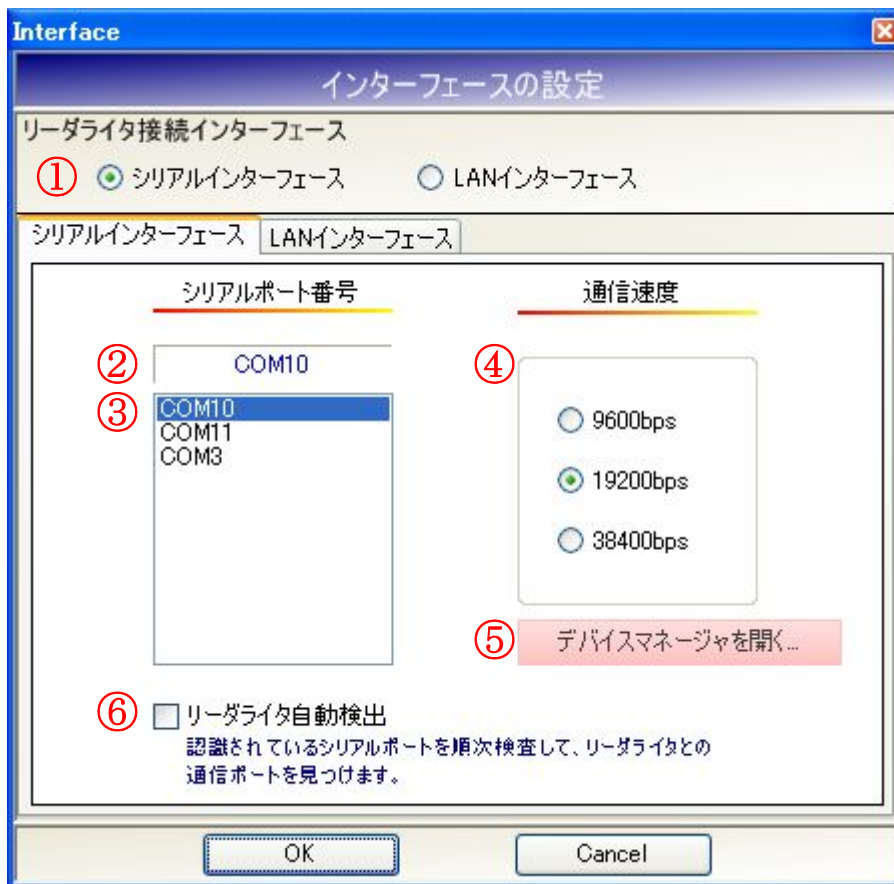 Interface
インターフェースの設定
リーダライタ接続インターフェース
① シリアルインターフェース LANインターフェース
シリアルインターフェース LANインターフェース
シリアルポート番号 通信速度
② COM10 ④
③ COM10
COM11
COM3
9600bps
19200bps
38400bps
⑤ デバイスマネージャを開く...
⑥ リーダライタ自動検出
認識されているシリアルポートを順次検査して、リーダライタとの
通信ポートを見つけます。
OK Cancel